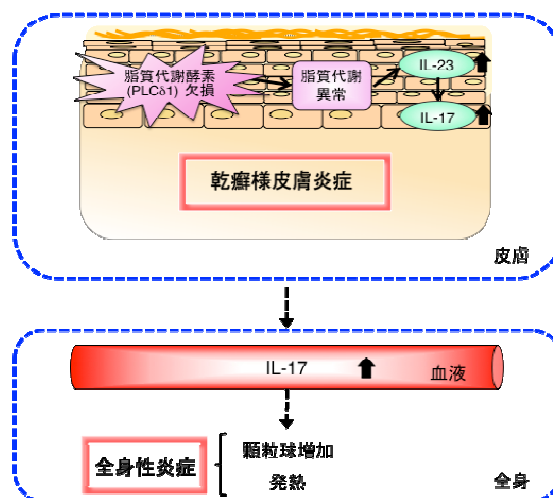 脂質代謝酵素
(PLCδ1) 欠損
脂質代謝
異常
IL-23
IL-17
乾癬様皮膚炎症
皮膚
IL-17
血液
全身性炎症
顆粒球増加
発熱
全身